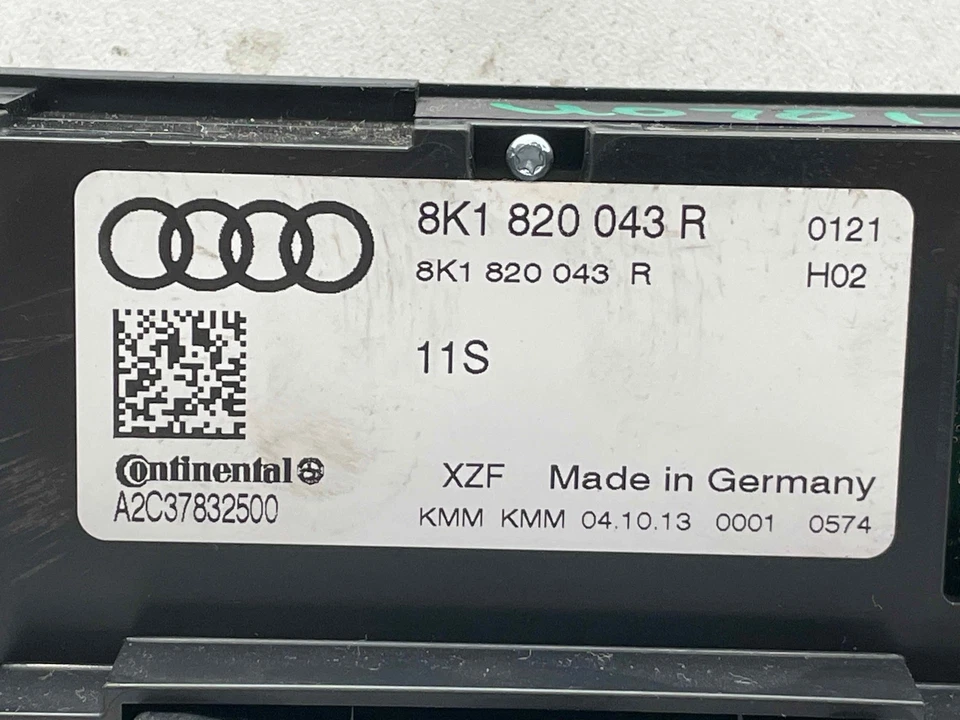 8K1 820 043 R 0121
8K1 820 043 R H02
11S
Continental
XZF Made in Germany
A2C37832500
KMM KMM 04.10.13 0001 0574